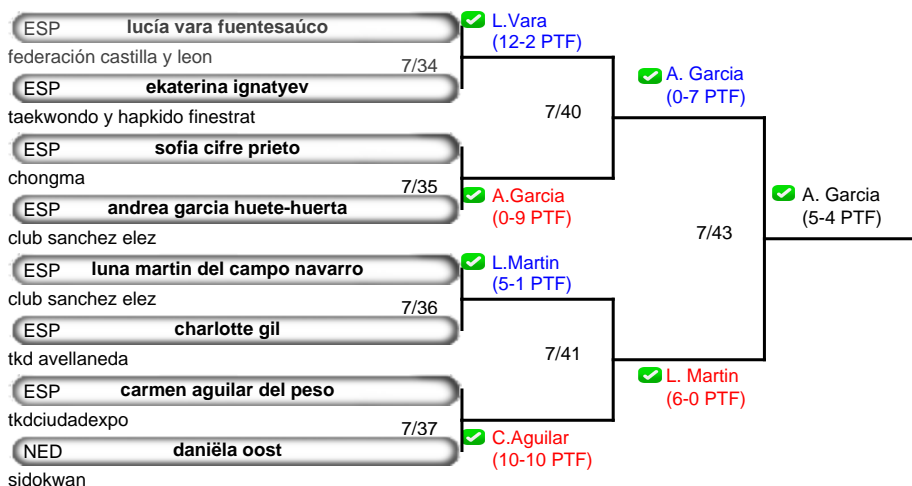 ESP lucía vara fuentesaúco
federación castilla y leon
7/34
ESP ekaterina ignatyev
taekwondo y hapkido finestrat
L.Vara
(12-2 PTF)
7/40
ESP sofia cifre prieto
chongma
7/35
ESP andrea garcia huete-huerta
club sanchez elez
A.Garcia
(0-9 PTF)
A. Garcia
(0-7 PTF)
7/43
A. Garcia
(5-4 PTF)
ESP luna martin del campo navarro
club sanchez elez
7/36
ESP charlotte gil
tkd avellaneda
L.Martin
(5-1 PTF)
7/41
ESP carmen aguilar del peso
tkdciudadexpo
7/37
NED daniëla oost
sidokwan
C.Aguilar
(10-10 PTF)
L. Martin
(6-0 PTF)